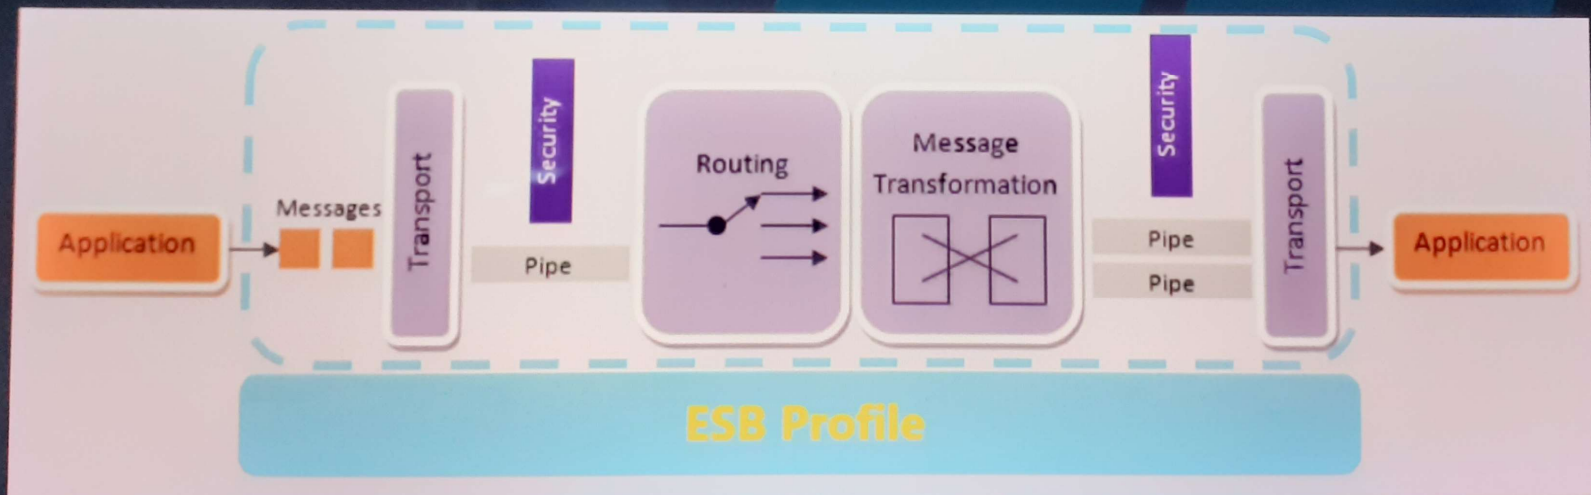 Application
Messages
Transport
Security
Pipe
Routing
Message
Transformation
Security
Pipe
Pipe
Transport
Application
ESB Profile